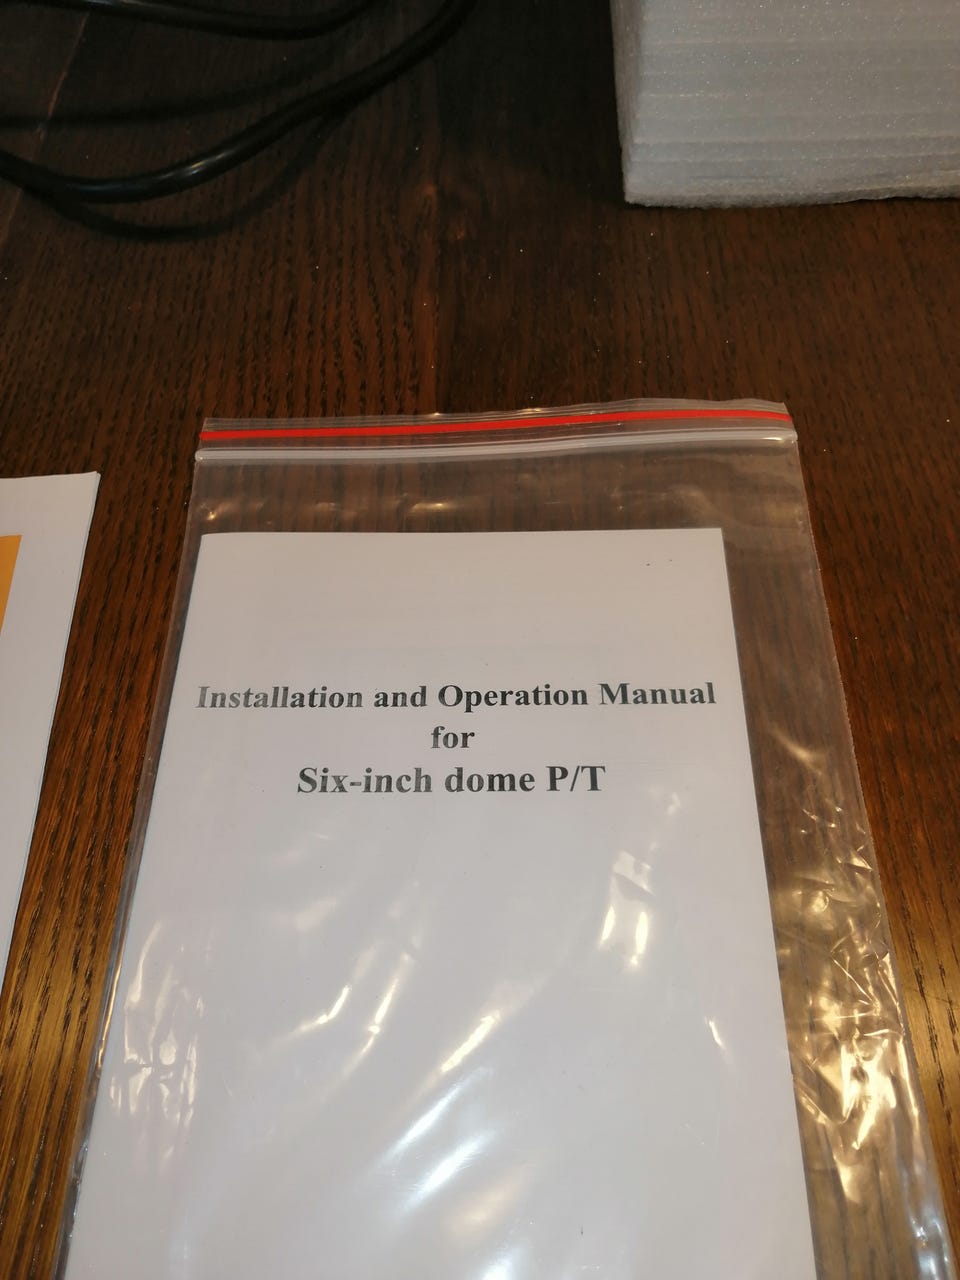 Installation and Operation Manual
for
Six-inch dome P/T